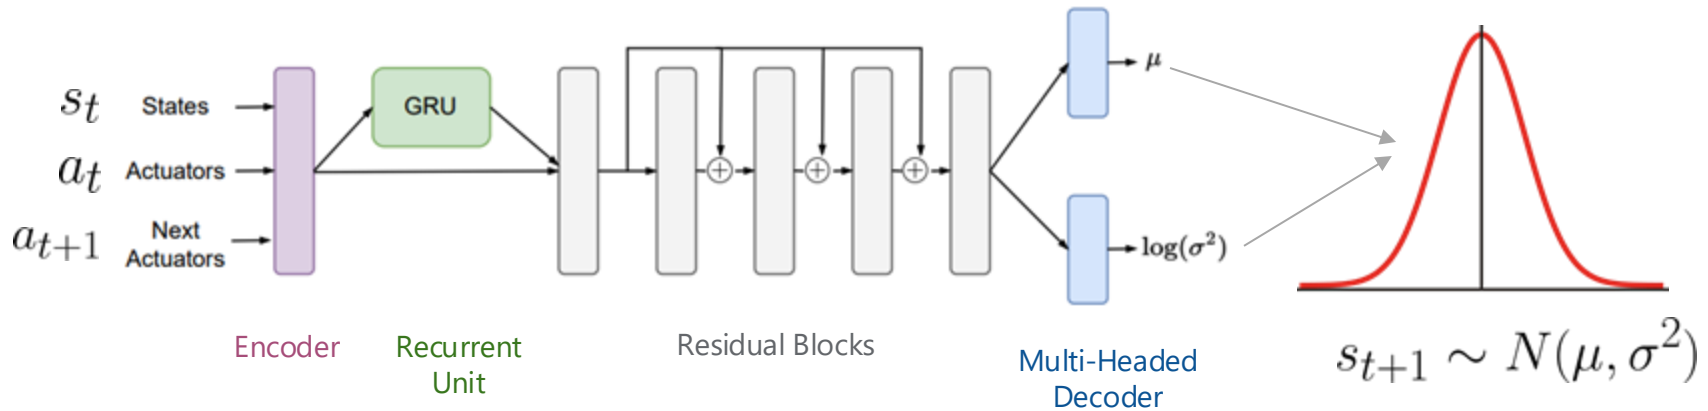 s_t States
GRU
a_t Actuators
a_{t+1} Next
Actuators
+ + +
μ
log(σ²)
Encoder
Recurrent
Unit
Residual Blocks
Multi-Headed
Decoder
s_{t+1} ∼ N(μ, σ²)